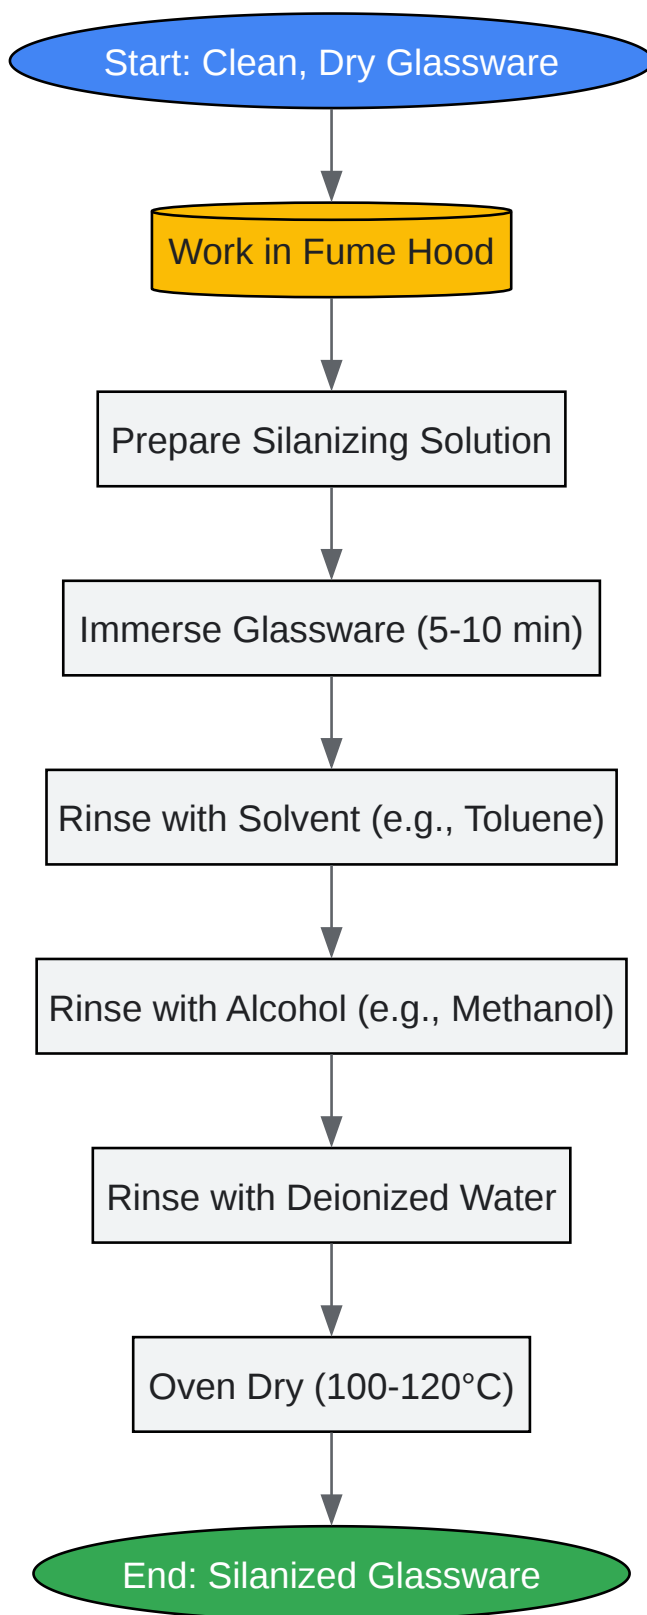 Start: Clean, Dry Glassware
Work in Fume Hood
Prepare Silanizing Solution
Immerse Glassware (5-10 min)
Rinse with Solvent (e.g., Toluene)
Rinse with Alcohol (e.g., Methanol)
Rinse with Deionized Water
Oven Dry (100-120°C)
End: Silanized Glassware